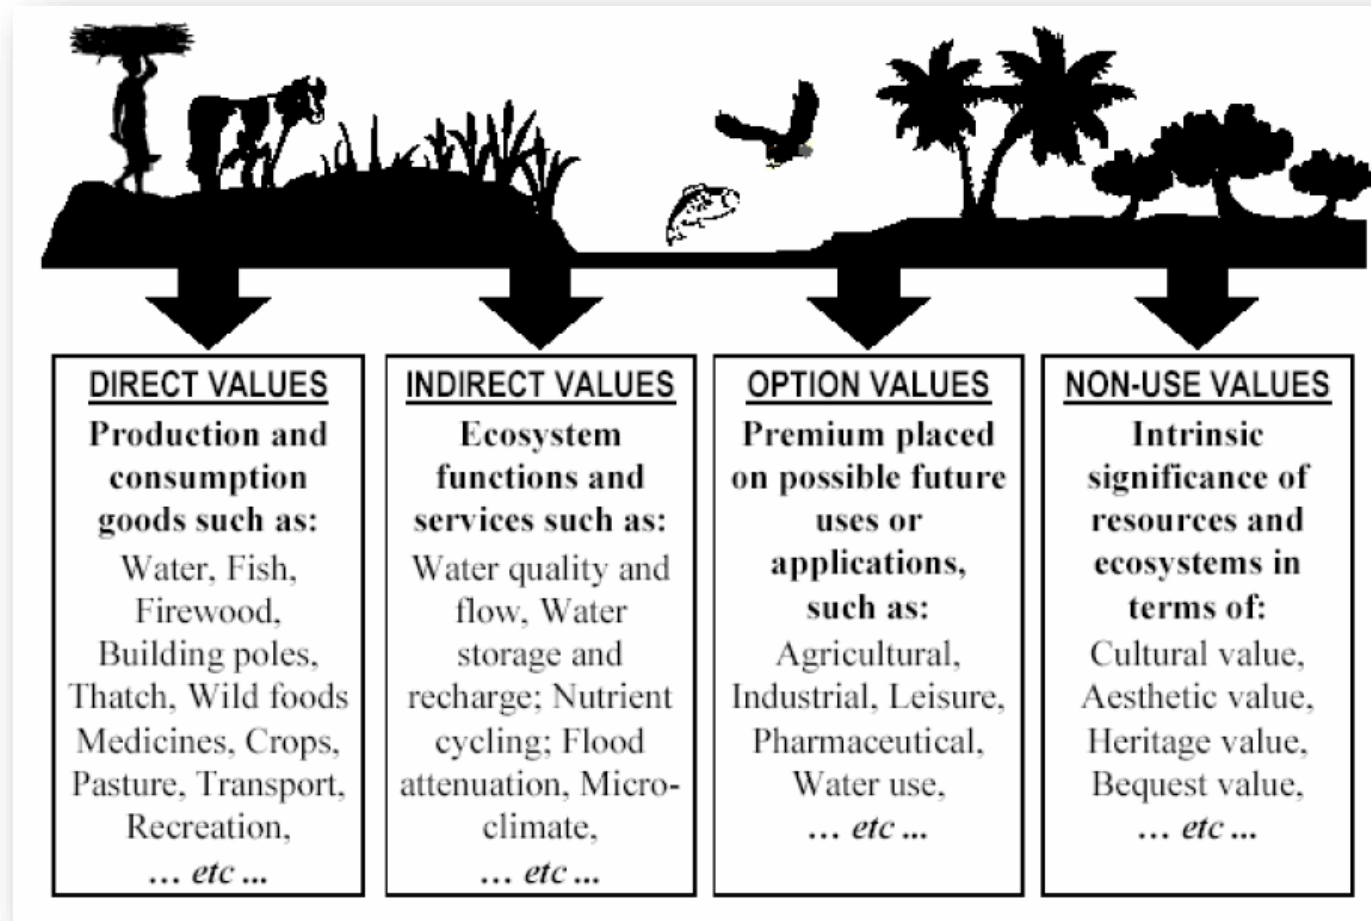 DIRECT VALUES
Production and
consumption
goods such as:
Water, Fish,
Firewood,
Building poles,
Thatch, Wild foods
Medicines, Crops,
Pasture, Transport,
Recreation,
... etc ...
INDIRECT VALUES
Ecosystem
functions and
services such as:
Water quality and
flow, Water
storage and
recharge; Nutrient
cycling; Flood
attenuation, Micro-
climate,
... etc ...
OPTION VALUES
Premium placed
on possible future
uses or
applications,
such as:
Agricultural,
Industrial, Leisure,
Pharmaceutical,
Water use,
... etc ...
NON-USE VALUES
Intrinsic
significance of
resources and
ecosystems in
terms of:
Cultural value,
Aesthetic value,
Heritage value,
Bequest value,
... etc ...